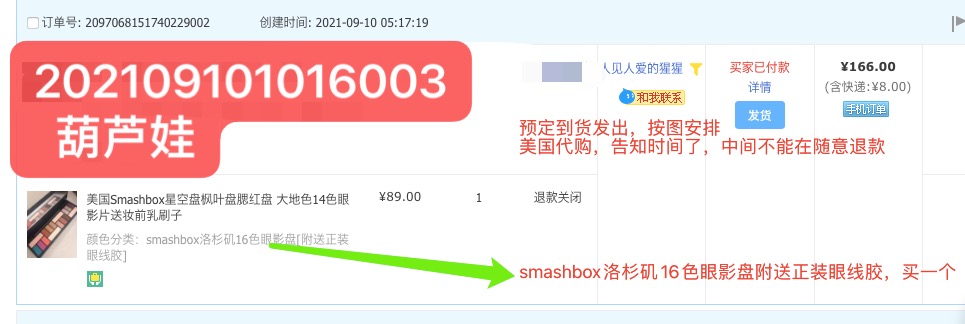 订单号: 2097068151740229002 创建时间: 2021-09-10 05:17:19
202109101016003
葫芦娃
人见人爱的猩猩
和我联系
买家已付款
详情
发货
¥166.00
(含快递:¥8.00)
手机订单
预定到货发出，按图安排
美国代购，告知时间了，中间不能在随意退款
美国Smashbox星空盘枫叶盘腮红盘 大地色14色眼
影片送妆前乳刷子
颜色分类：smashbox洛杉矶16色眼影盘[附送正装
眼线胶]
¥89.00
1
退款关闭
smashbox洛杉矶16色眼影盘附送正装眼线胶，买一个